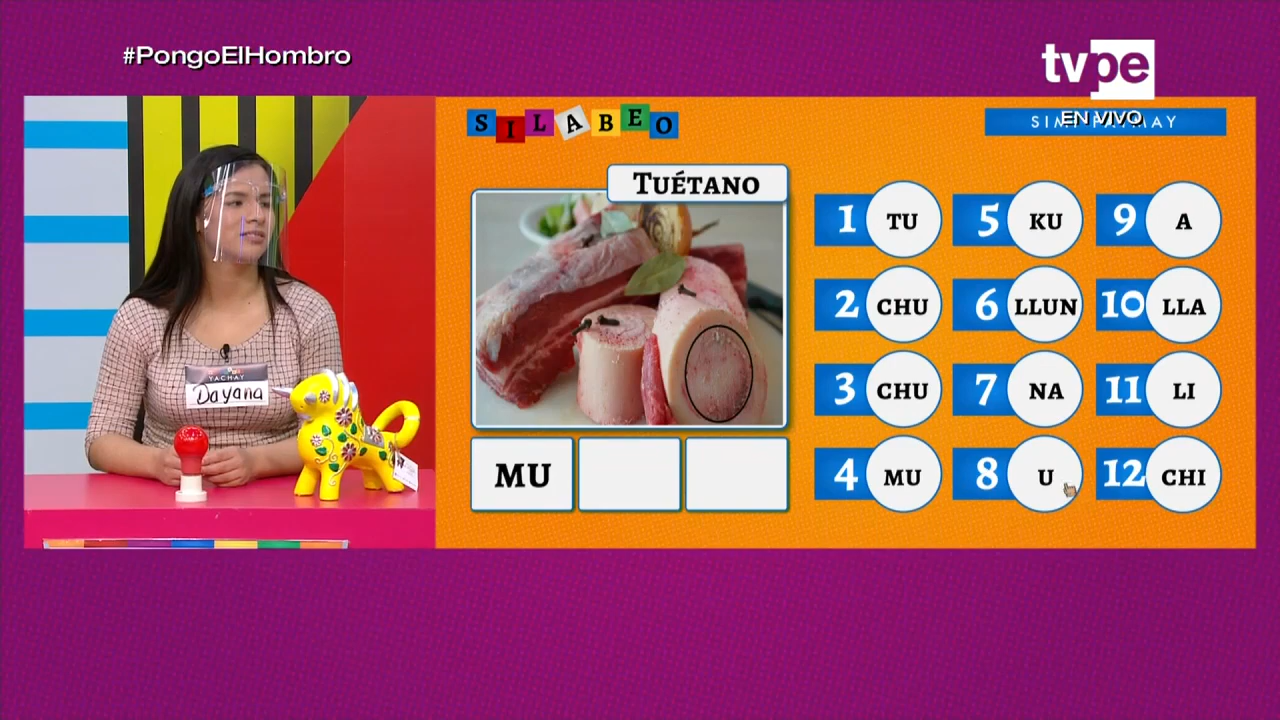 #PongoElHombro
tvpe
EN VIVO
SILABEO
TUÉTANO
MU
1 TU
2 CHU
3 CHU
4 MU
5 KU
6 LLUN
7 NA
8 U
9 A
10 LLA
11 LI
12 CHI
YACHAY
Dayana